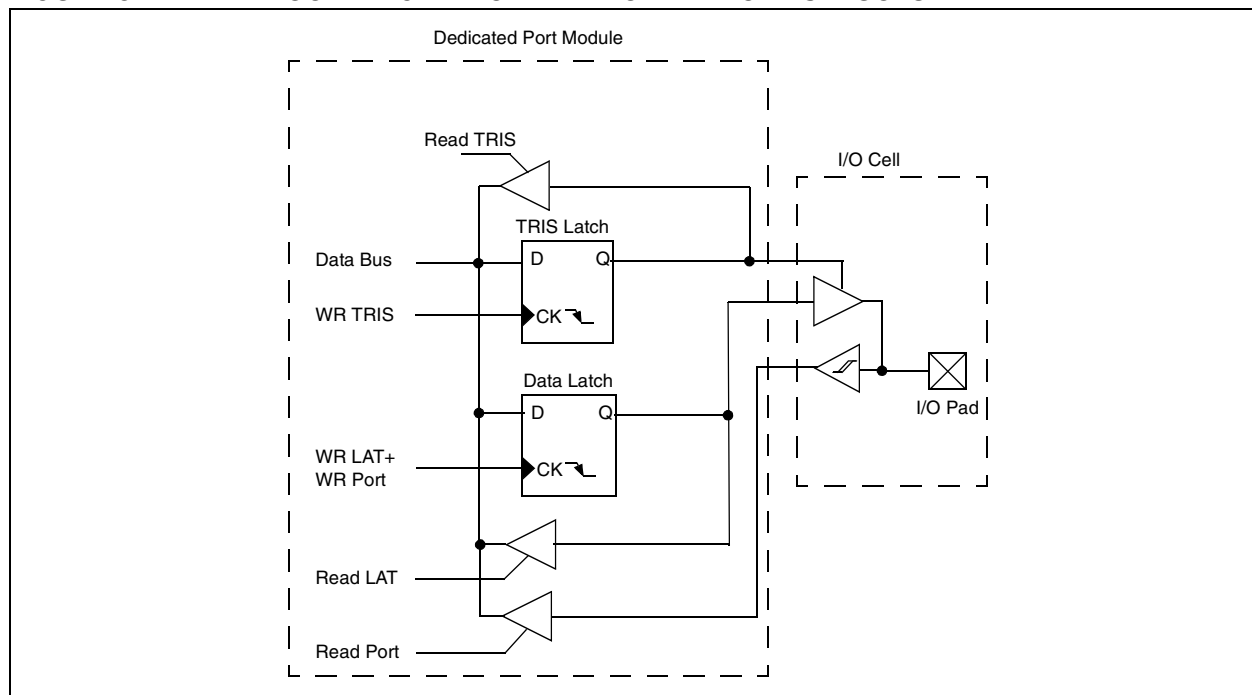 Dedicated Port Module
Read TRIS
I/O Cell
TRIS Latch
Data Bus
D
Q
WR TRIS
CK
Data Latch
I/O Pad
D
Q
WR LAT+
WR Port
CK
Read LAT
Read Port